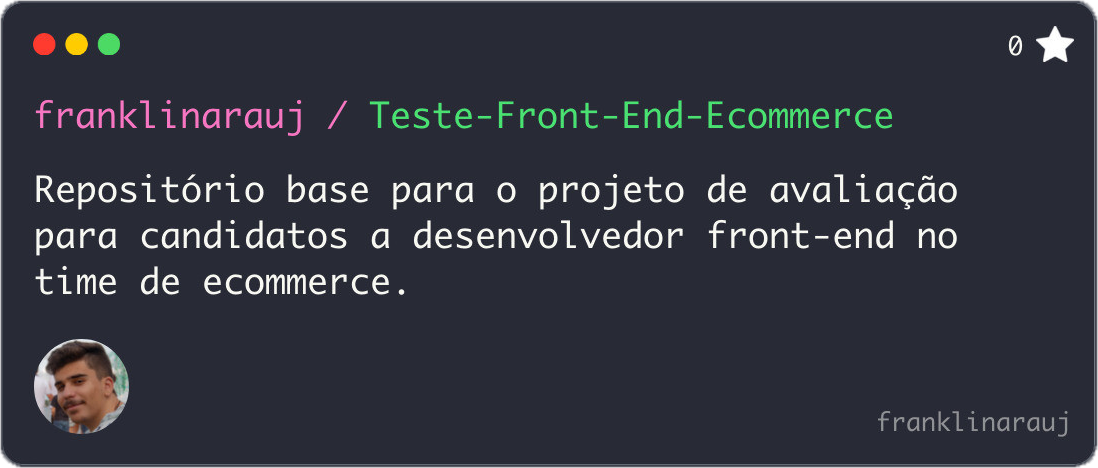 0
franklinarauj / Teste-Front-End-Ecommerce
Repositório base para o projeto de avaliação
para candidatos a desenvolvedor front-end no
time de ecommerce.
franklinarauj